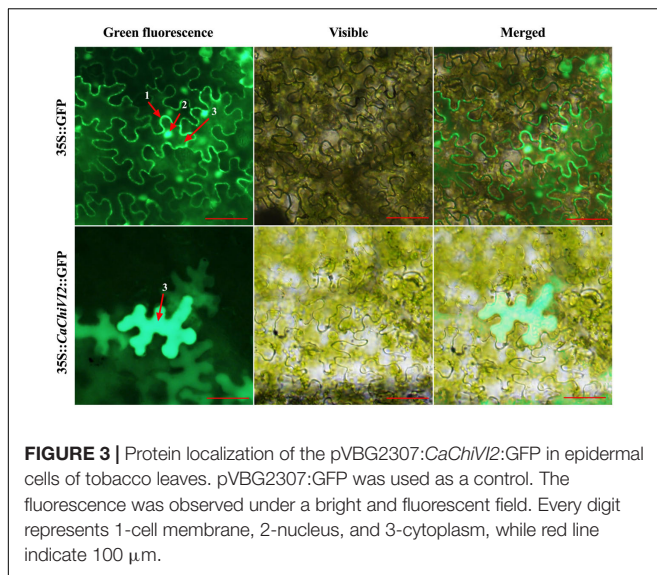 Green fluorescence Visible Merged
35S::GFP
1
2
3
35S::CaChiVI2::GFP
3
FIGURE 3 | Protein localization of the pVBG2307:CaChiVI2:GFP in epidermal
cells of tobacco leaves. pVBG2307:GFP was used as a control. The
fluorescence was observed under a bright and fluorescent field. Every digit
represents 1-cell membrane, 2-nucleus, and 3-cytoplasm, while red line
indicate 100 μm.